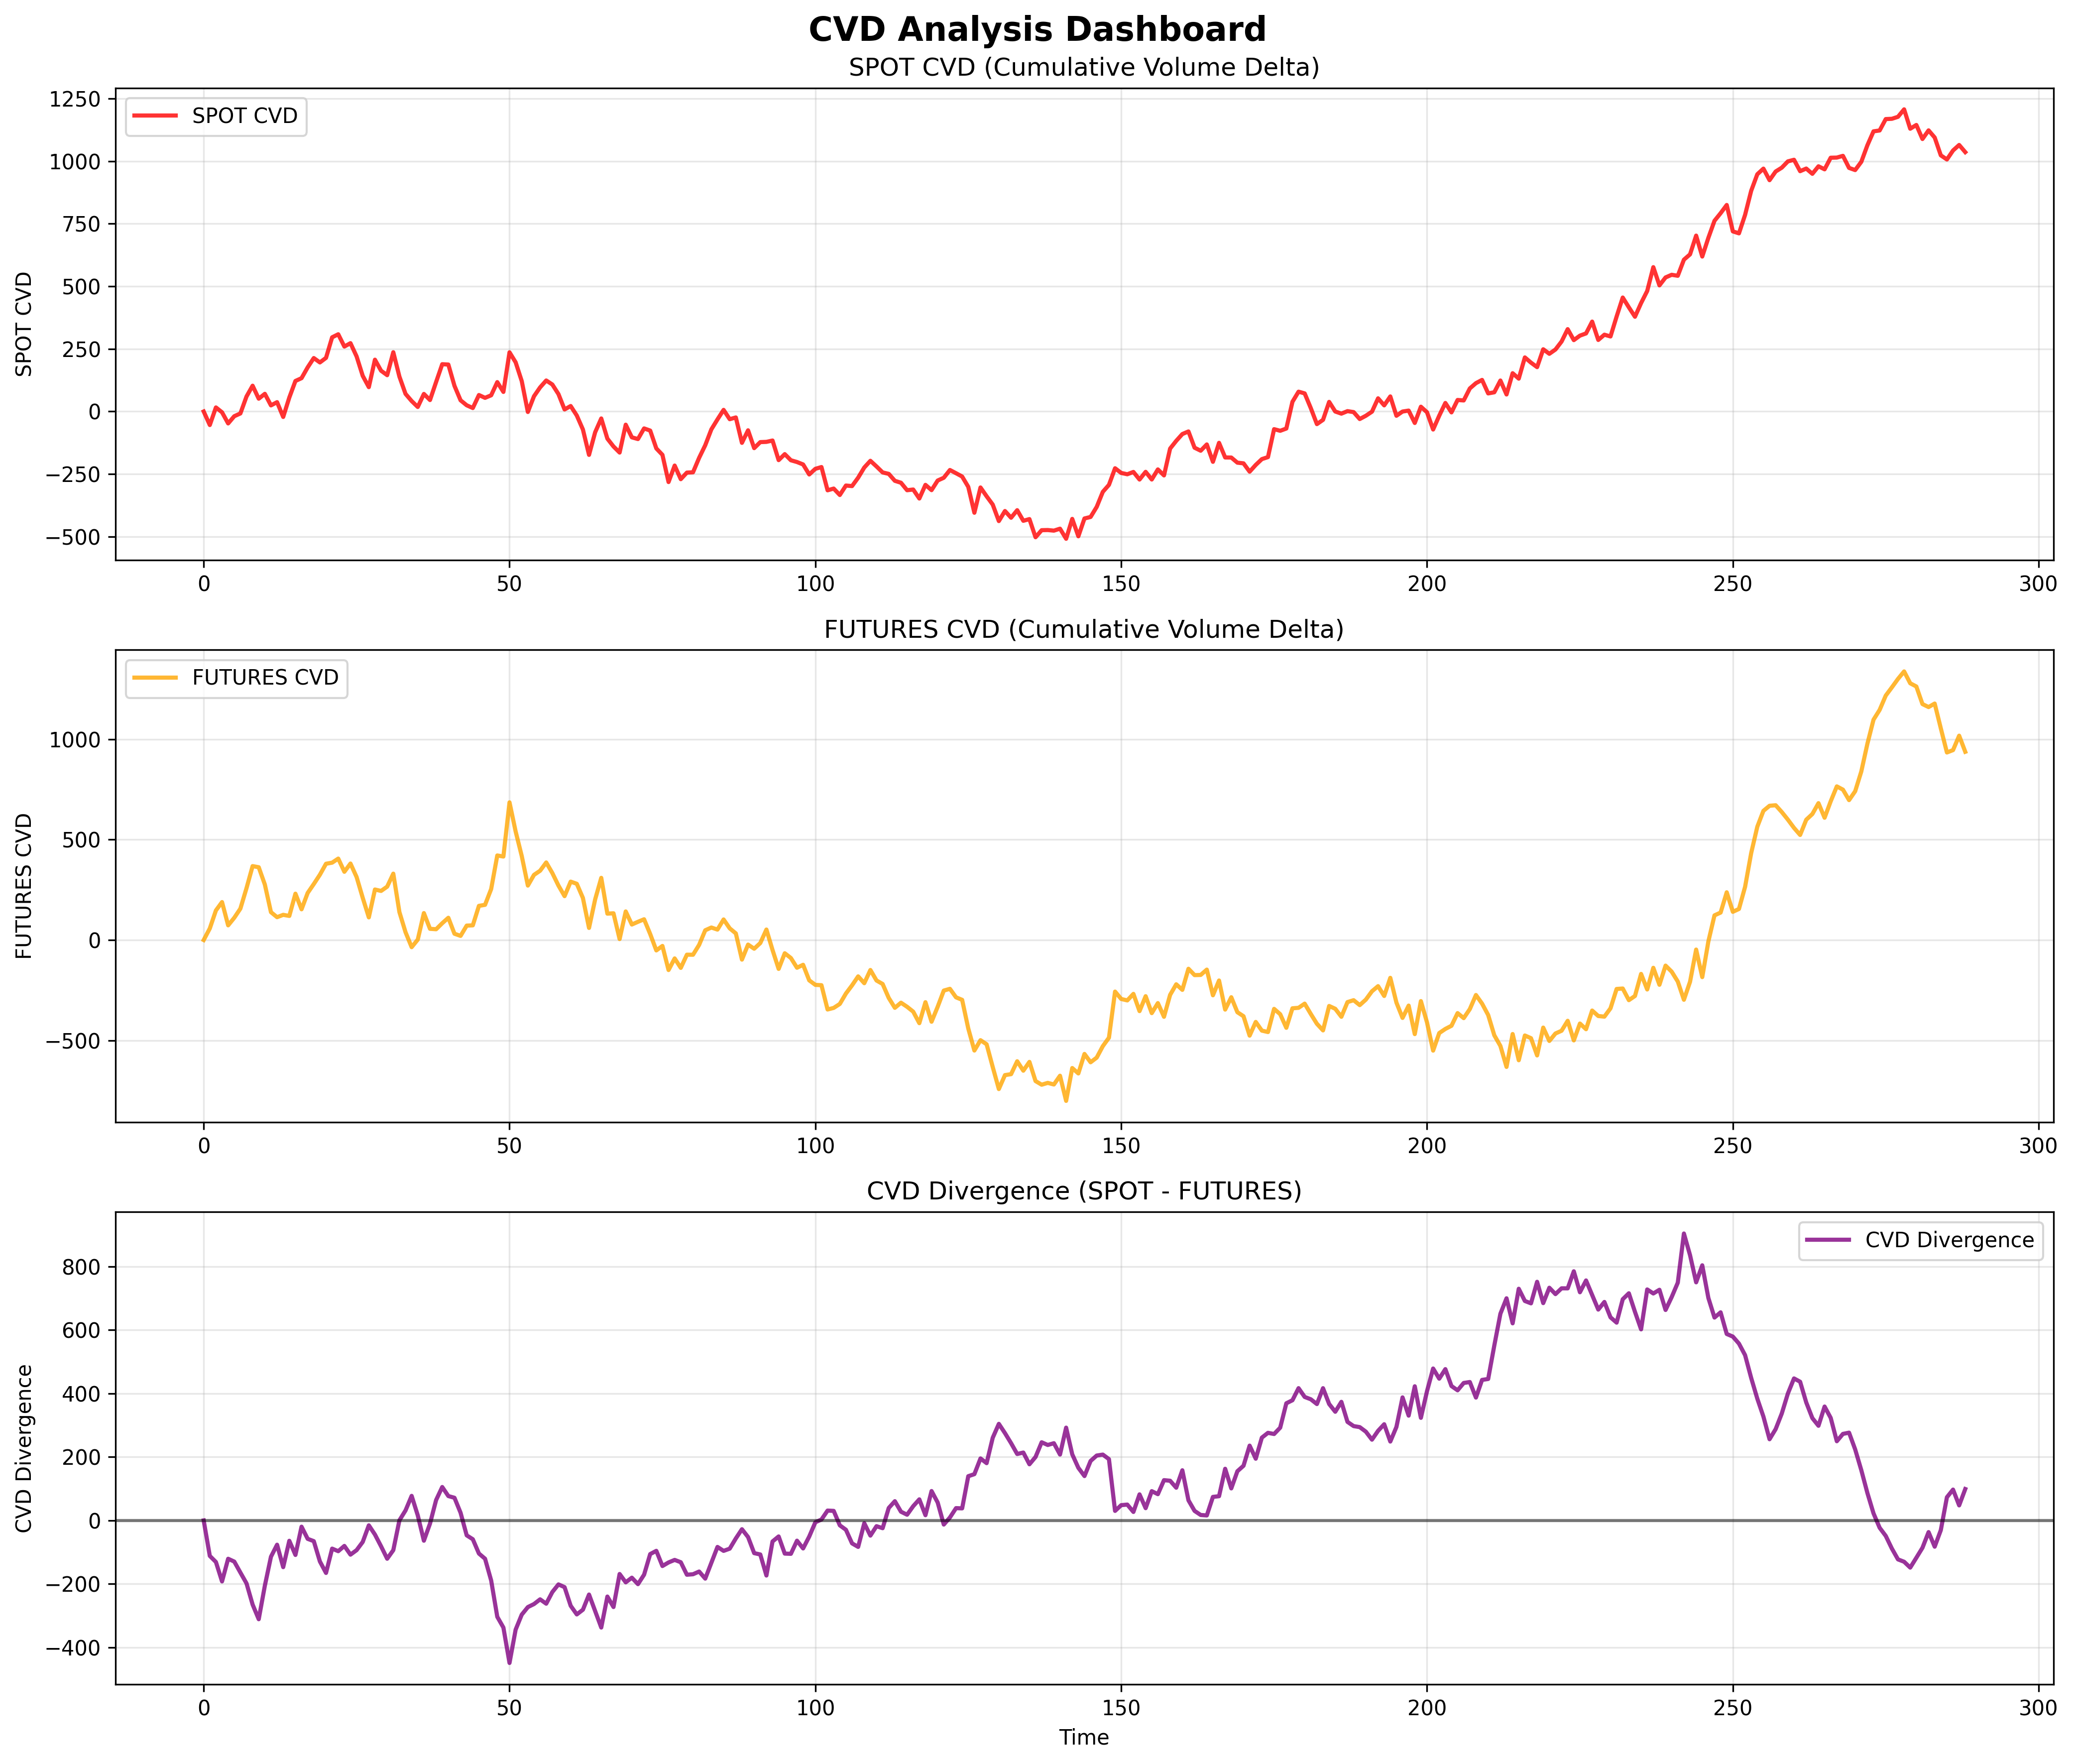 CVD Analysis Dashboard
SPOT CVD (Cumulative Volume Delta)
SPOT CVD
SPOT CVD
1250
1000
750
500
250
0
−250
−500
0 50 100 150 200 250 300
FUTURES CVD (Cumulative Volume Delta)
FUTURES CVD
FUTURES CVD
1000
500
0
−500
0 50 100 150 200 250 300
CVD Divergence (SPOT - FUTURES)
CVD Divergence
CVD Divergence
800
600
400
200
0
−200
−400
0 50 100 150 200 250 300
Time